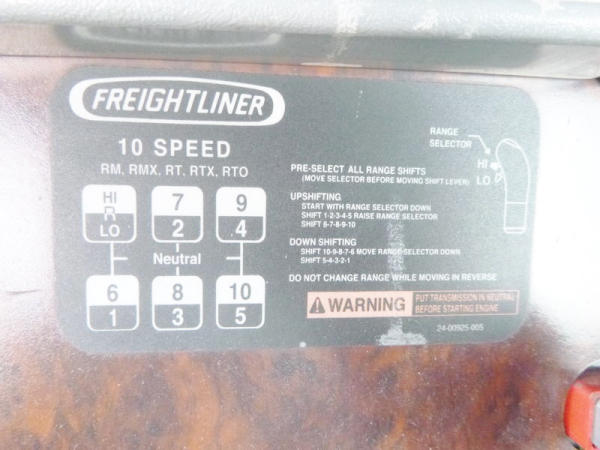 FREIGHTLINER
10 SPEED
RM, RMX, RT, RTX, RTO
HI 7 9
R
LO 2 4
Neutral
6 8 10
1 3 5
RANGE
SELECTOR
HI
LO
PRE-SELECT ALL RANGE SHIFTS
(MOVE SELECTOR BEFORE MOVING SHIFT LEVER)
UPSHIFTING
START WITH RANGE SELECTOR DOWN
SHIFT 1-2-3-4-5 RAISE RANGE SELECTOR
SHIFT 6-7-8-9-10
DOWN SHIFTING
SHIFT 10-9-8-7-6 MOVE RANGE SELECTOR DOWN
SHIFT 5-4-3-2-1
DO NOT CHANGE RANGE WHILE MOVING IN REVERSE
WARNING
PUT TRANSMISSION IN NEUTRAL
BEFORE STARTING ENGINE
24-00925-005